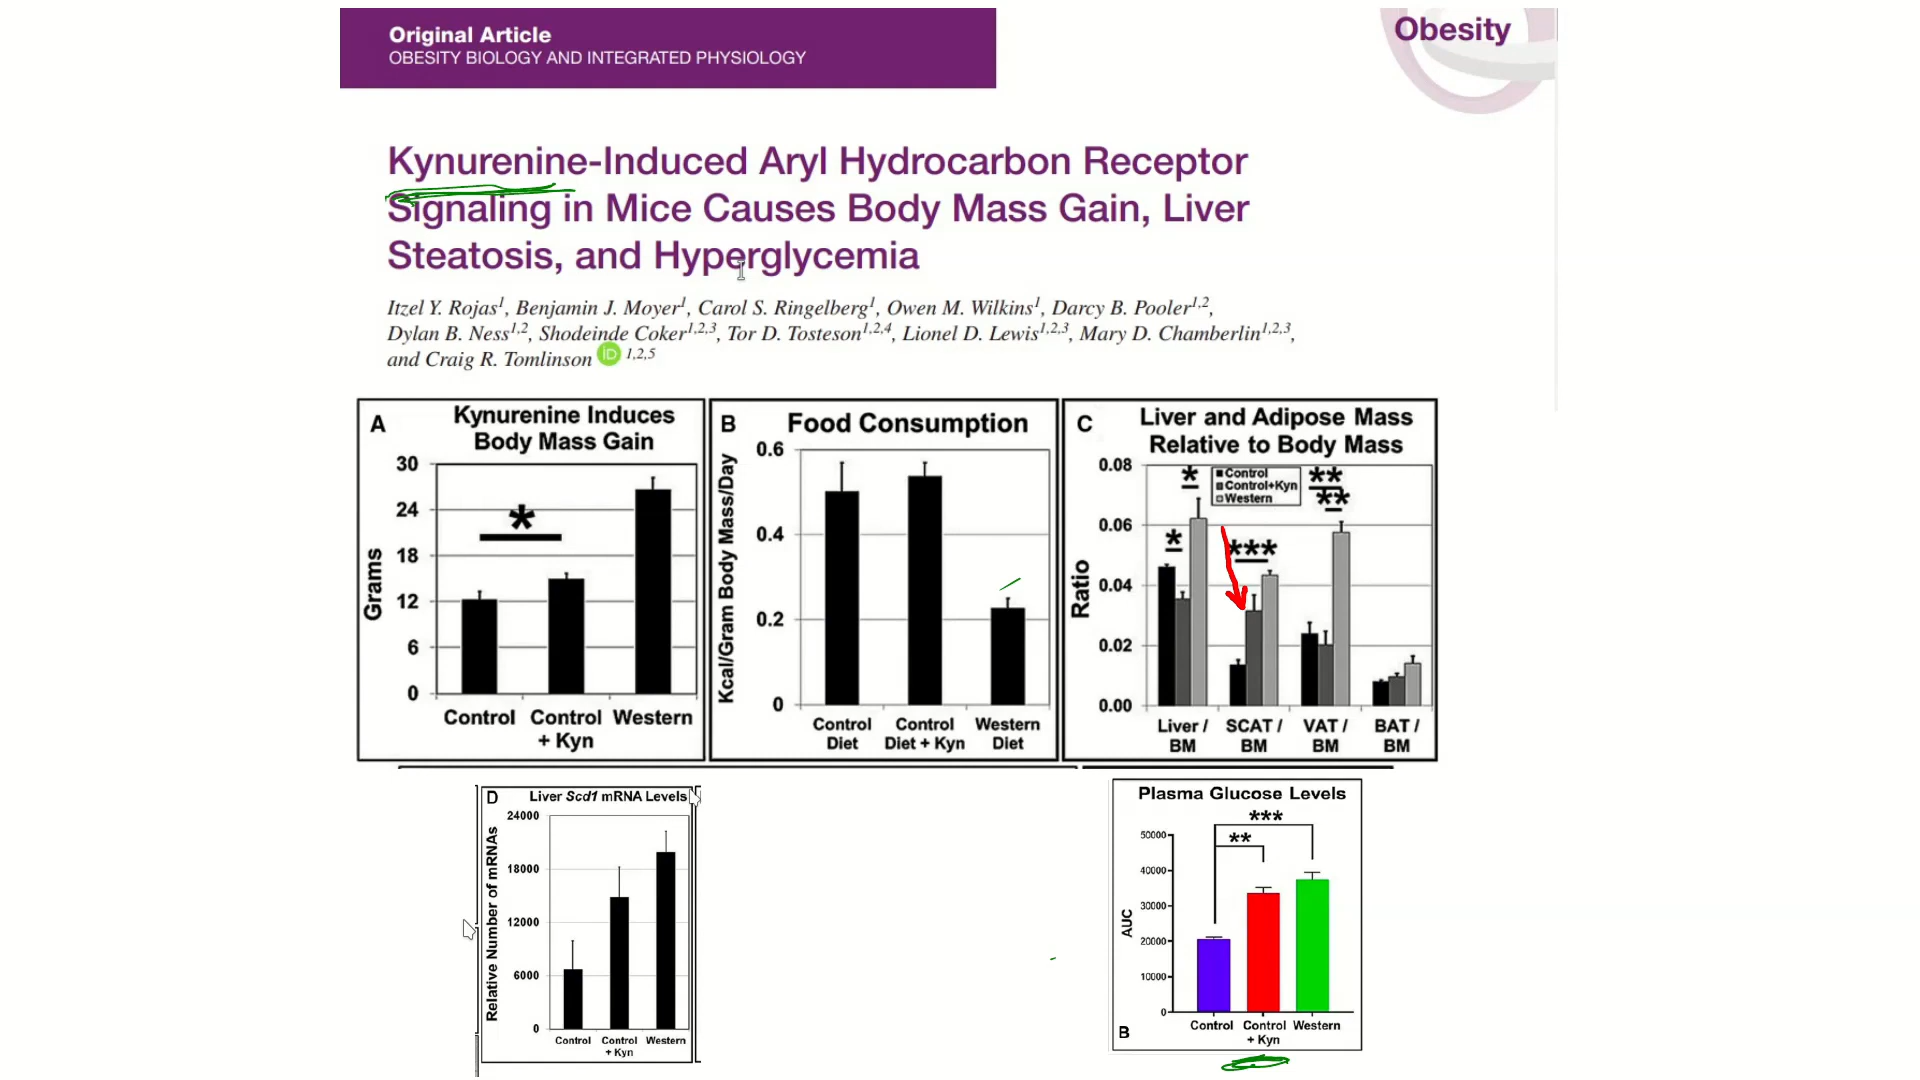 Original Article
OBESITY BIOLOGY AND INTEGRATED PHYSIOLOGY
Obesity
Kynurenine-Induced Aryl Hydrocarbon Receptor
Signaling in Mice Causes Body Mass Gain, Liver
Steatosis, and Hyperglycemia
Itzel Y. Rojas1, Benjamin J. Moyer1, Carol S. Ringelberg1, Owen M. Wilkins1, Darcy B. Pooler1,2,
Dylan B. Ness1,2, Shodeinde Coker1,2,3, Tor D. Tosteson1,2,4, Lionel D. Lewis1,2,3, Mary D. Chamberlin1,2,3,
and Craig R. Tomlinson iD 1,2,5
A
Kynurenine Induces
Body Mass Gain
30
24
18
12
6
0
Grams
*
Control
Control
+ Kyn
Western
B
Food Consumption
0.6
0.4
0.2
0
Kcal/Gram Body Mass/Day
Control
Diet
Control
Diet + Kyn
Western
Diet
C
Liver and Adipose Mass
Relative to Body Mass
0.08
0.06
0.04
0.02
0.00
Ratio
Control
Control+Kyn
Western
*
*
***
**
**
Liver /
BM
SCAT /
BM
VAT /
BM
BAT /
BM
D
Liver Scd1 mRNA Levels
24000
18000
12000
6000
0
Relative Number of mRNAs
Control
Control
+ Kyn
Western
Plasma Glucose Levels
***
**
50000
40000
30000
20000
10000
0
AUC
Control
Control
+ Kyn
Western
B